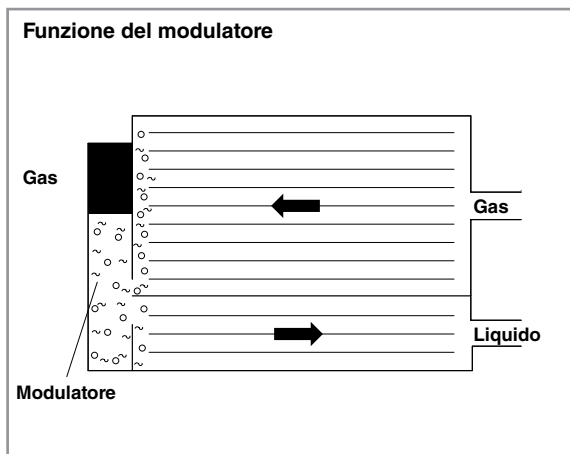 Funzione del modulatore
Gas
Gas
Liquido
Modulatore